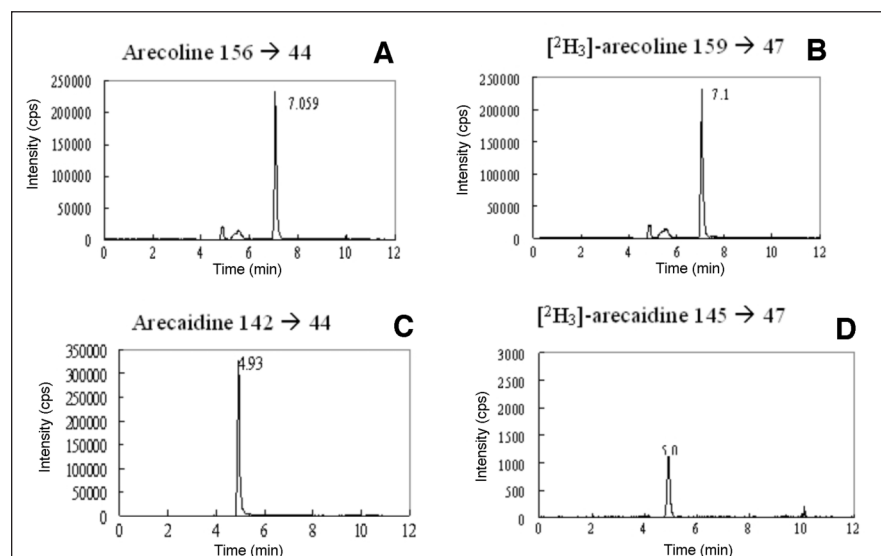 Arecoline 156 → 44
A
Intensity (cps)
250000
200000
150000
100000
50000
0
7.059
0 2 4 6 8 10 12
Time (min)
[²H₃]-arecoline 159 → 47
B
Intensity (cps)
250000
200000
150000
100000
50000
0
7.1
0 2 4 6 8 10 12
Time (min)
Arecaidine 142 → 44
C
Intensity (cps)
350000
300000
250000
200000
150000
100000
50000
0
4.93
0 2 4 6 8 10 12
Time (min)
[²H₃]-arecaidine 145 → 47
D
Intensity (cps)
3000
2500
2000
1500
1000
500
0
5.0
0 2 4 6 8 10 12
Time (min)